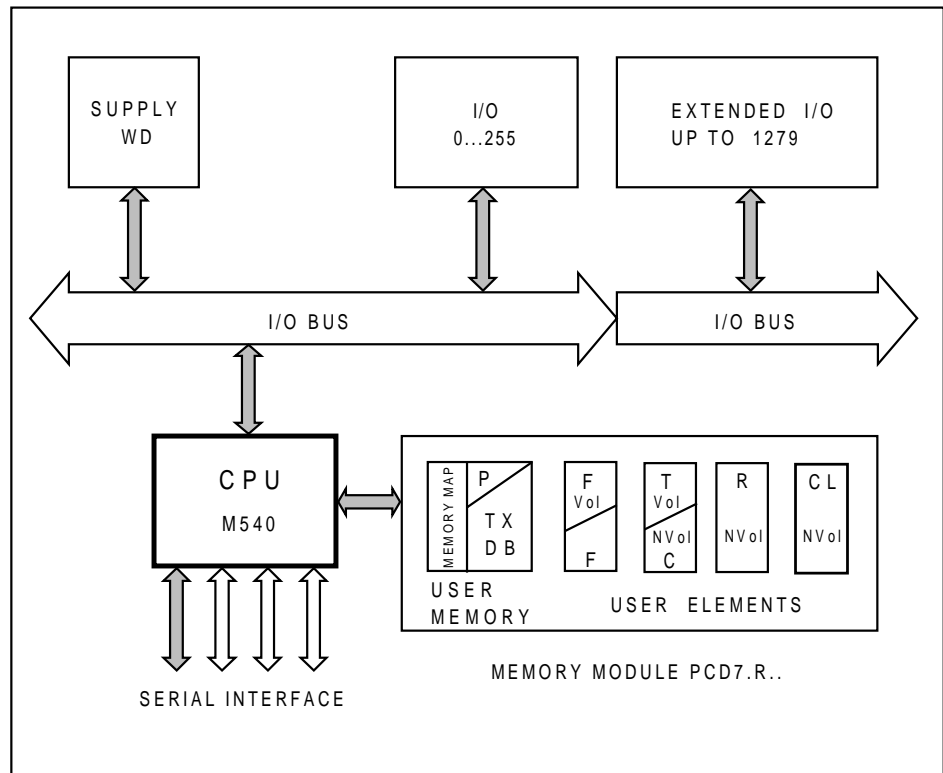 SUPPLY
WD
I/O
0...255
EXTENDED I/O
UP TO 1279
I/O BUS
I/O BUS
CPU
M540
MEMORY MAP
P
TX
DB
F
Vol
F
T
Vol
NVol
C
R
NVol
CL
NVol
USER
MEMORY
USER ELEMENTS
SERIAL INTERFACE
MEMORY MODULE PCD7.R..